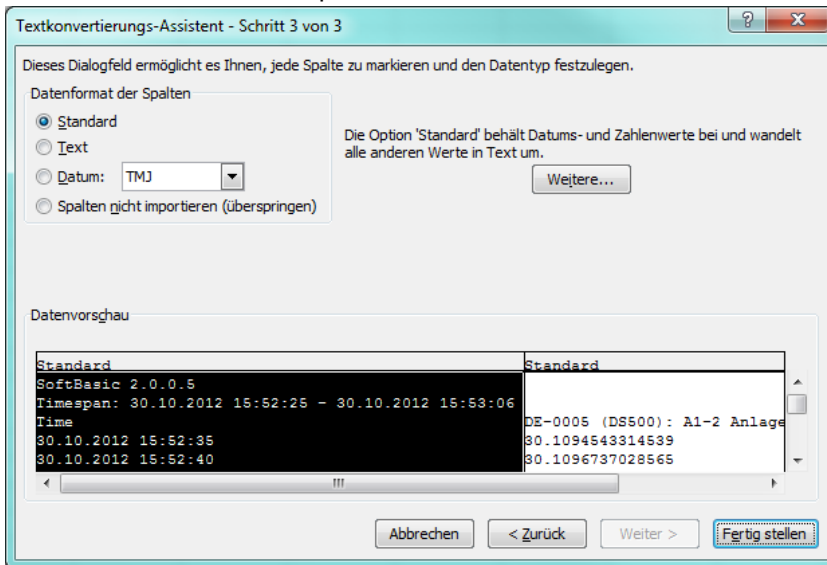 Textkonvertierungs-Assistent - Schritt 3 von 3
Dieses Dialogfeld ermöglicht es Ihnen, jede Spalte zu markieren und den Datentyp festzulegen.
Datenformat der Spalten
Standard
Text
Datum: TMJ
Spalten nicht importieren (überspringen)
Die Option 'Standard' behält Datums- und Zahlenwerte bei und wandelt
alle anderen Werte in Text um.
Weitere...
Datenvorschau
Standard Standard
SoftBasic 2.0.0.5
Timespan: 30.10.2012 15:52:25 - 30.10.2012 15:53:06
Time DE-0005 (DS500): A1-2 Anlage
30.10.2012 15:52:35 30.1094543314539
30.10.2012 15:52:40 30.1096737028565
Abbrechen < Zurück Weiter > Fertig stellen